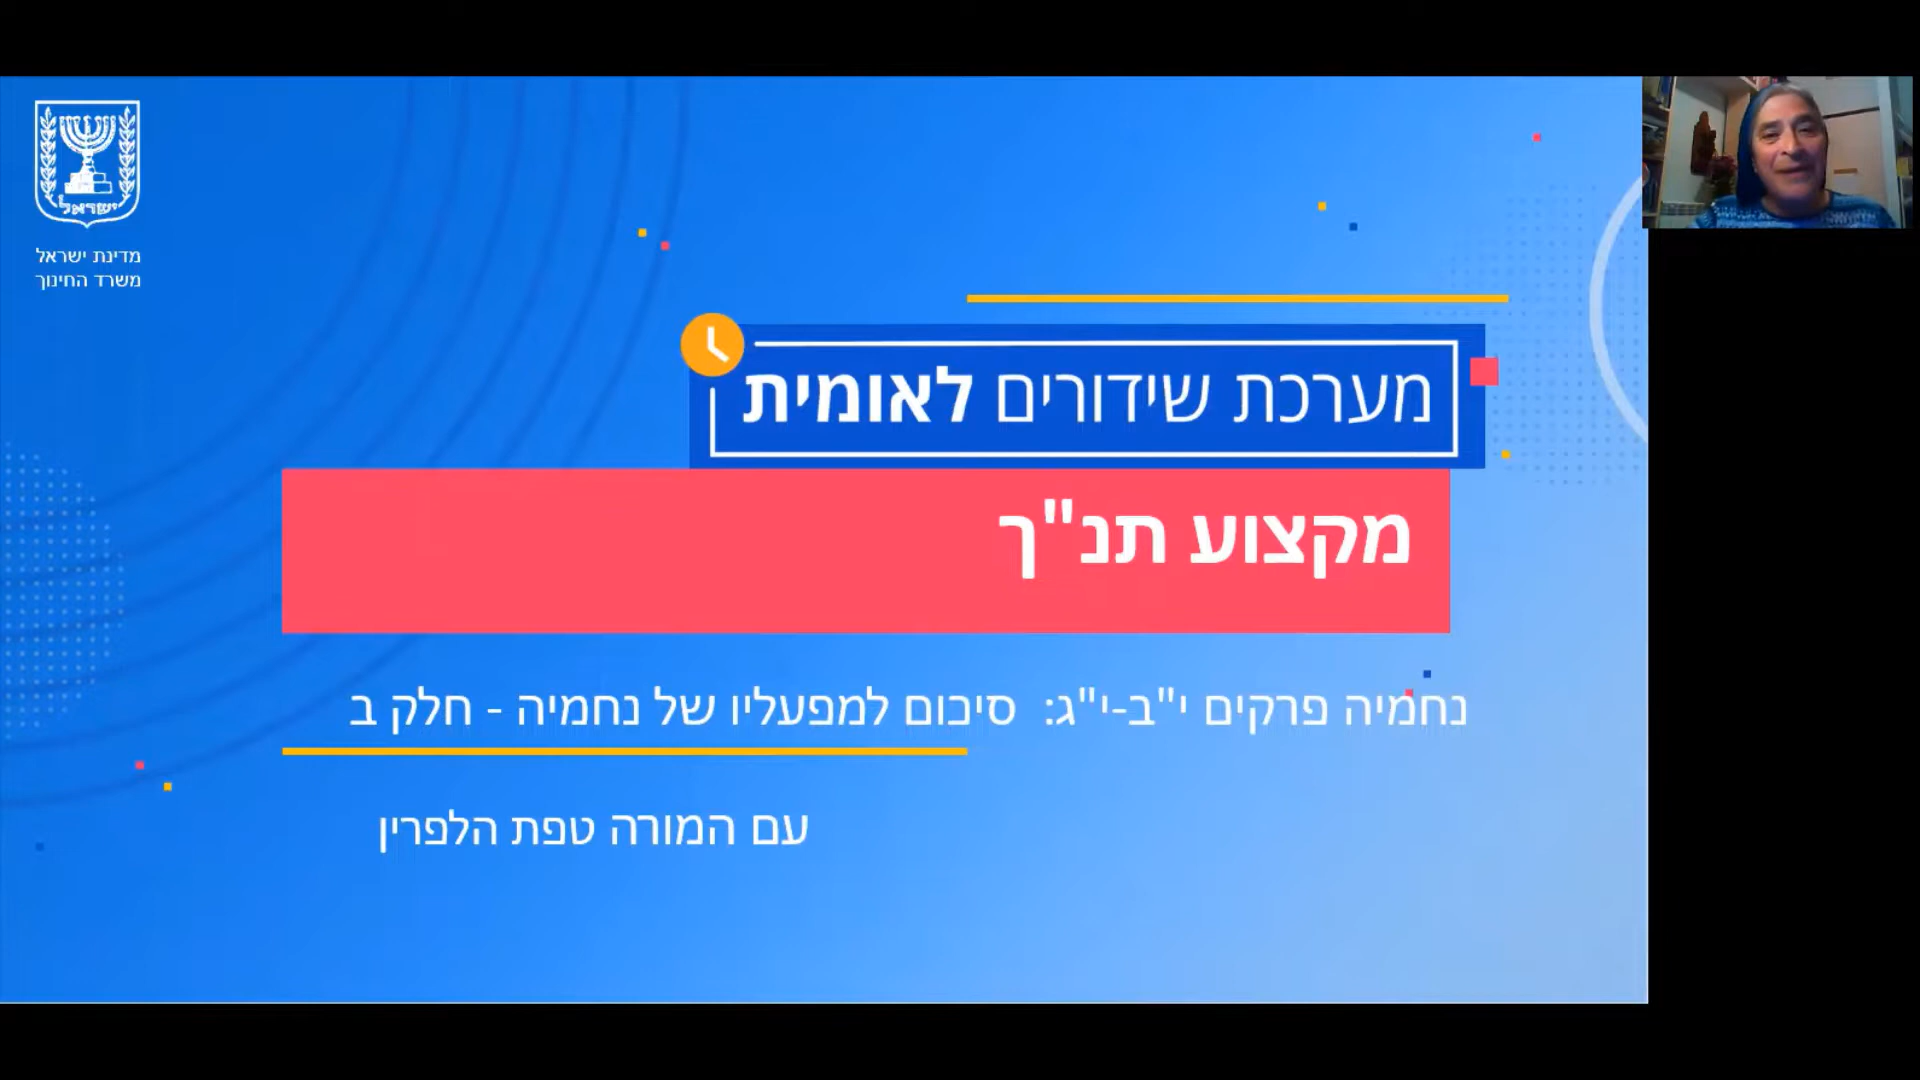 ישראל
מדינת ישראל
משרד החינוך
מערכת שידורים לאומית
מקצוע תנ"ך
נחמיה פרקים י"ב-י"ג: סיכום למפעליו של נחמיה - חלק ב
עם המורה טפת הלפרין